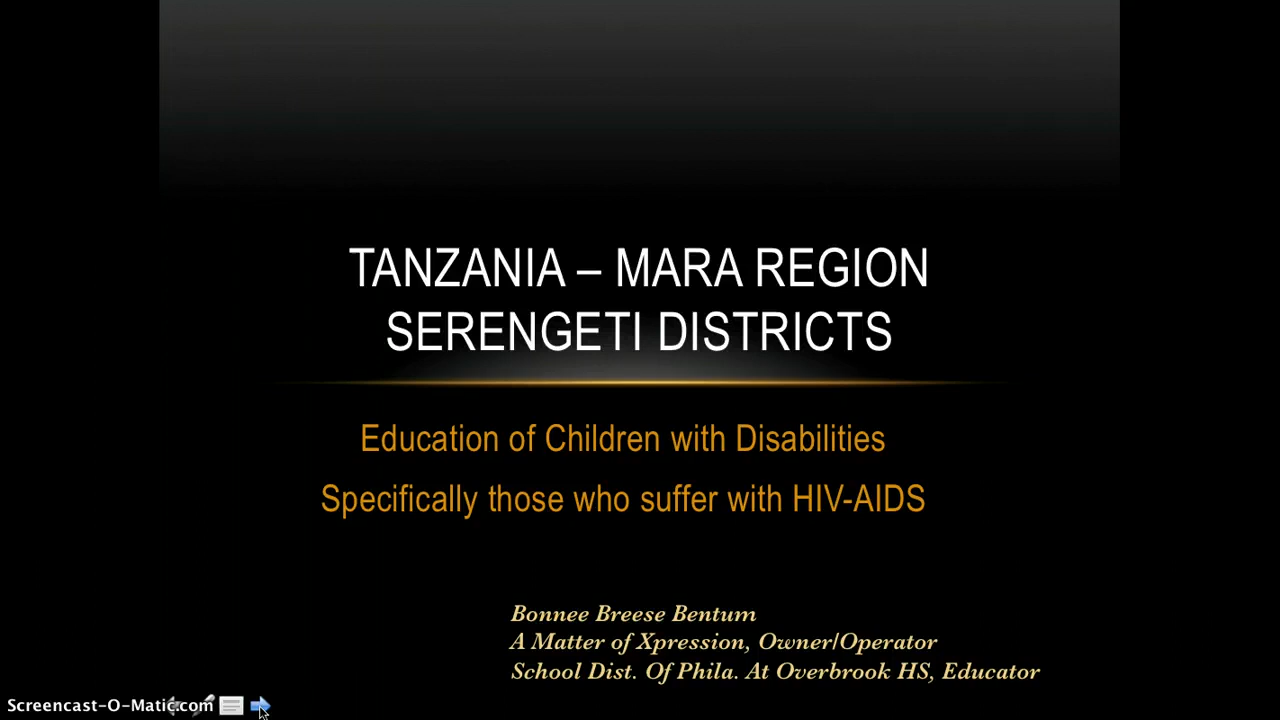 TANZANIA – MARA REGION
SERENGETI DISTRICTS
Education of Children with Disabilities
Specifically those who suffer with HIV-AIDS
Bonnee Breese Bentum
A Matter of Xpression, Owner/Operator
School Dist. Of Phila. At Overbrook HS, Educator
Screencast-O-Matic.com